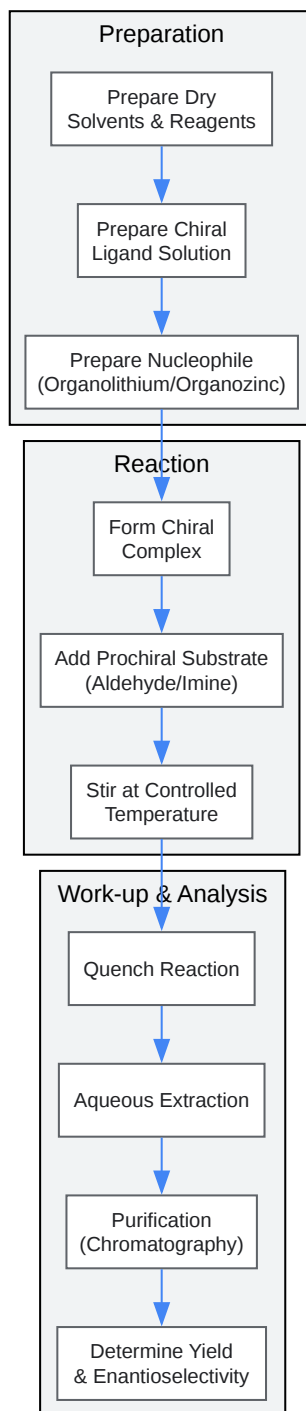 Preparation
Prepare Dry
Solvents & Reagents
Prepare Chiral
Ligand Solution
Prepare Nucleophile
(Organolithium/Organozinc)
Reaction
Form Chiral
Complex
Add Prochiral Substrate
(Aldehyde/Imine)
Stir at Controlled
Temperature
Work-up & Analysis
Quench Reaction
Aqueous Extraction
Purification
(Chromatography)
Determine Yield
& Enantioselectivity